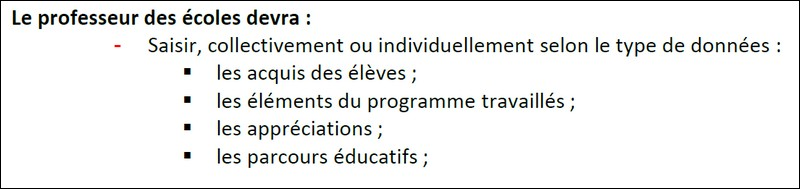 Le professeur des écoles devra :
- Saisir, collectivement ou individuellement selon le type de données :
▪ les acquis des élèves ;
▪ les éléments du programme travaillés ;
▪ les appréciations ;
▪ les parcours éducatifs ;